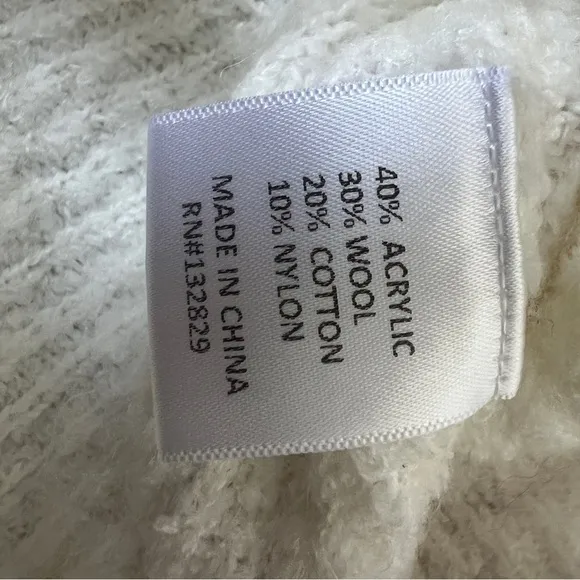 40% ACRYLIC
30% WOOL
20% COTTON
10% NYLON
MADE IN CHINA
RN#132829